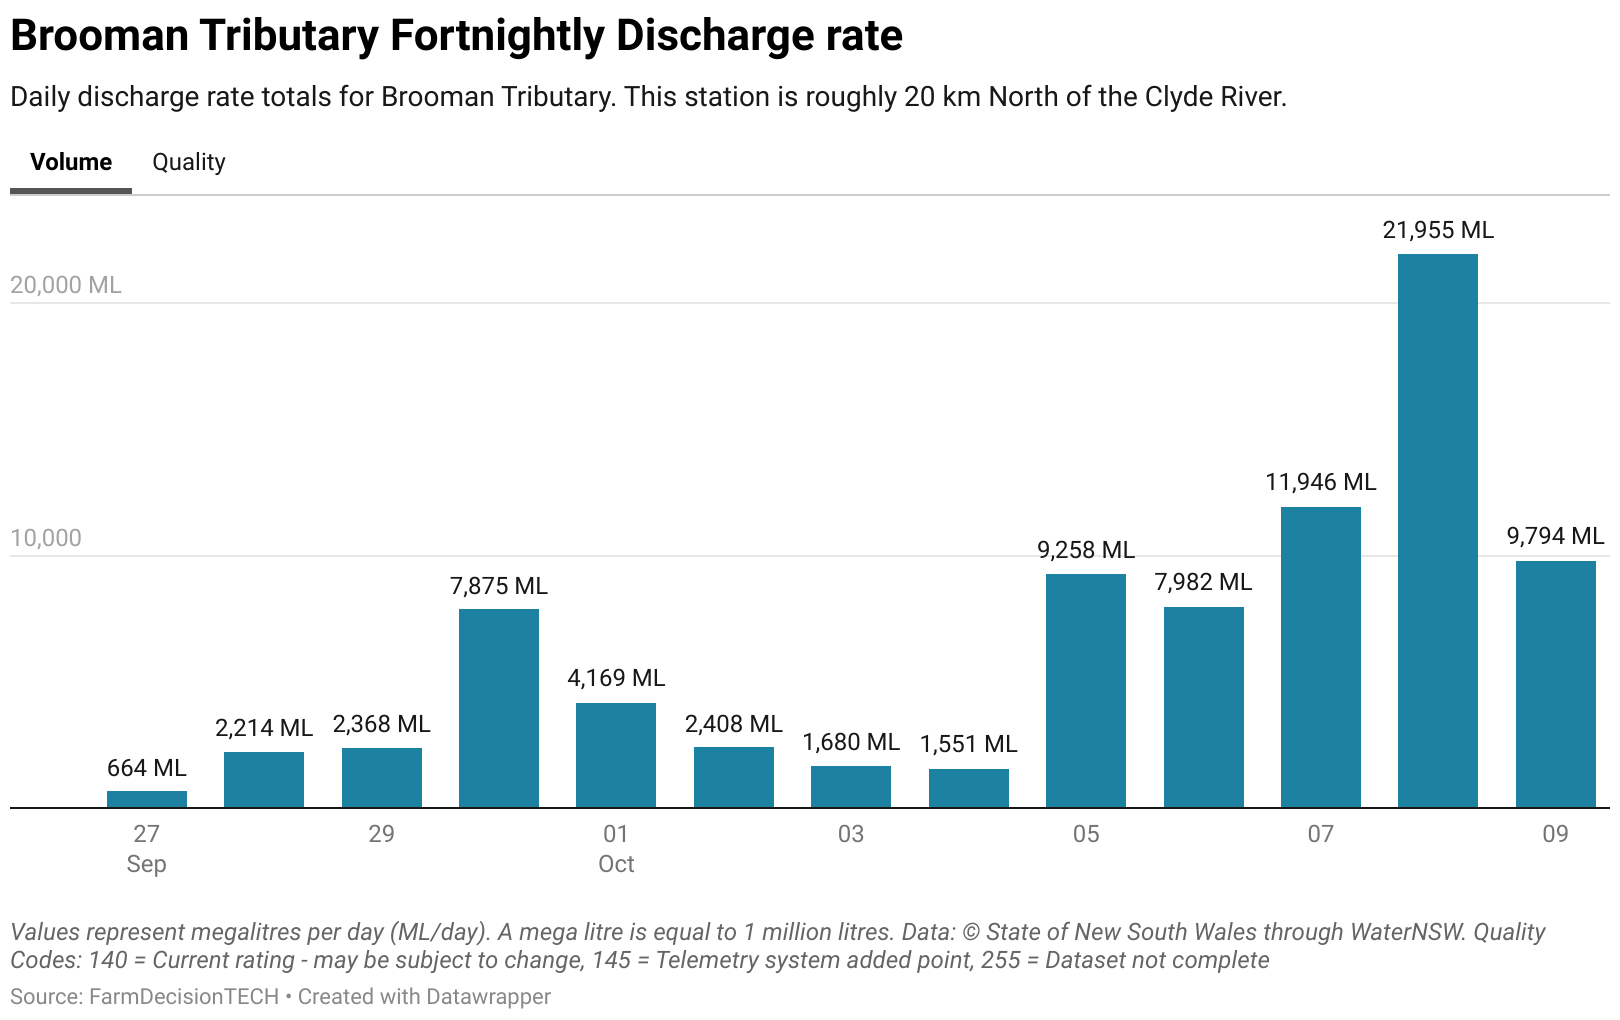 Brooman Tributary Fortnightly Discharge rate
Daily discharge rate totals for Brooman Tributary. This station is roughly 20 km North of the Clyde River.
Volume Quality
21,955 ML
20,000 ML
11,946 ML
10,000
9,794 ML
9,258 ML
7,875 ML
7,982 ML
4,169 ML
2,214 ML
2,368 ML
2,408 ML
1,680 ML
1,551 ML
664 ML
27 29 01 03 05 07 09
Sep Oct
Values represent megalitres per day (ML/day). A mega litre is equal to 1 million litres. Data: © State of New South Wales through WaterNSW. Quality
Codes: 140 = Current rating - may be subject to change, 145 = Telemetry system added point, 255 = Dataset not complete
Source: FarmDecisionTECH • Created with Datawrapper